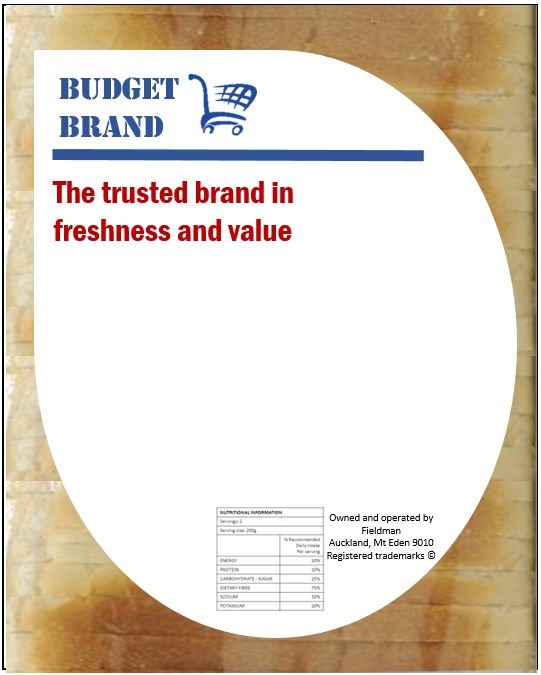 BUDGET
BRAND
The trusted brand in
freshness and value
NUTRITIONAL INFORMATION
Servings: 2
Serving size: 200g
% Recommended
Daily Intake
Per serving
ENERGY 20%
PROTEIN 10%
CARBOHYDRATE - SUGAR 25%
DIETARY FIBRE 75%
SODIUM 10%
POTASSIUM 20%
Owned and operated by
Fieldman
Auckland, Mt Eden 9010
Registered trademarks ©